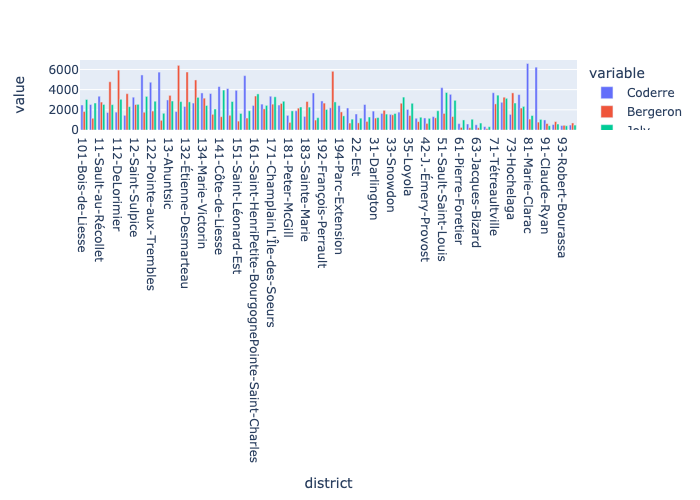 variable
Coderre
Bergeron
Joly
value
6000
4000
2000
0
101-Bois-de-Liesse
11-Sault-au-Récollet
112-DeLorimier
12-Saint-Sulpice
122-Pointe-aux-Trembles
13-Ahuntsic
132-Étienne-Desmarteau
134-Marie-Victorin
141-Côte-de-Liesse
151-Saint-Léonard-Est
161-Saint-HenriPetite-BourgognePointe-Saint-Charles
171-ChamplainL'Île-des-Soeurs
181-Peter-McGill
183-Sainte-Marie
192-François-Perrault
194-Parc-Extension
22-Est
31-Darlington
33-Snowdon
35-Loyola
42-J.-Émery-Provost
51-Sault-Saint-Louis
61-Pierre-Foretier
63-Jacques-Bizard
71-Tétreaultville
73-Hochelaga
81-Marie-Clarac
91-Claude-Ryan
93-Robert-Bourassa
district